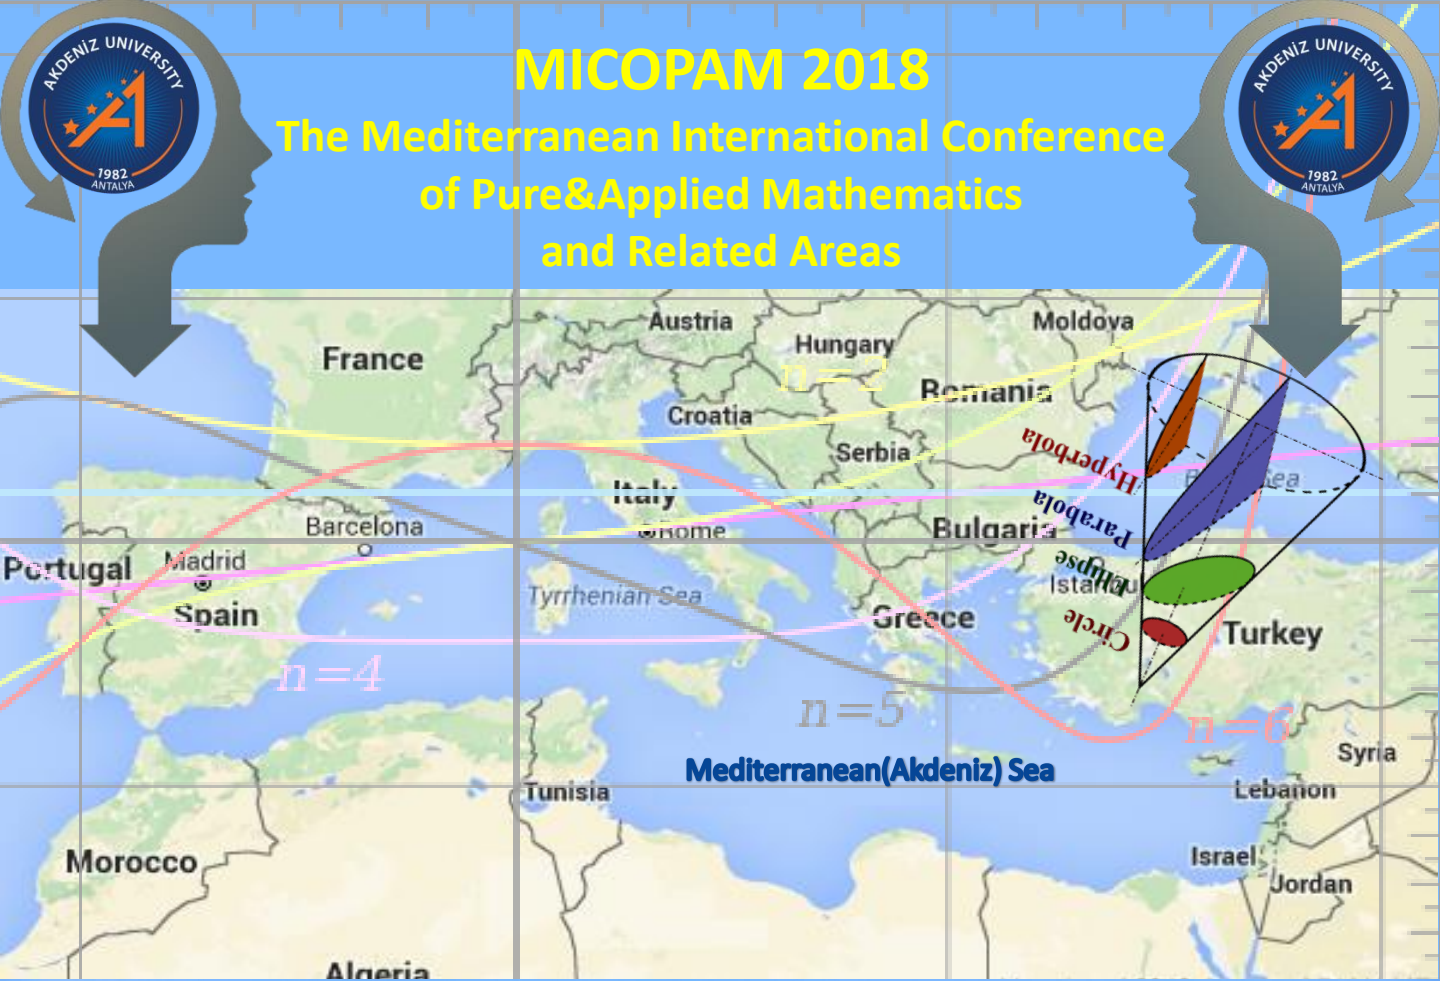 AKDENİZ UNIVERSITY
1982
ANTALYA
AKDENİZ UNIVERSITY
1982
ANTALYA
MICOPAM 2018
The Mediterranean International Conference
of Pure&Applied Mathematics
and Related Areas
Austria
Moldova
Hungary
France
n=2
Romania
Croatia
Hyperbola
Serbia
Italy
Parabola
Barcelona
Rome
Bulgaria
Madrid
Portugal
Ellipse
Istanbu
Tyrrhenian Sea
Spain
Greece
Circle
Turkey
n=4
n=5
n=6
Syria
Mediterranean(Akdeniz) Sea
Tunisia
Lebanon
Morocco
Israel
Jordan
Algeria